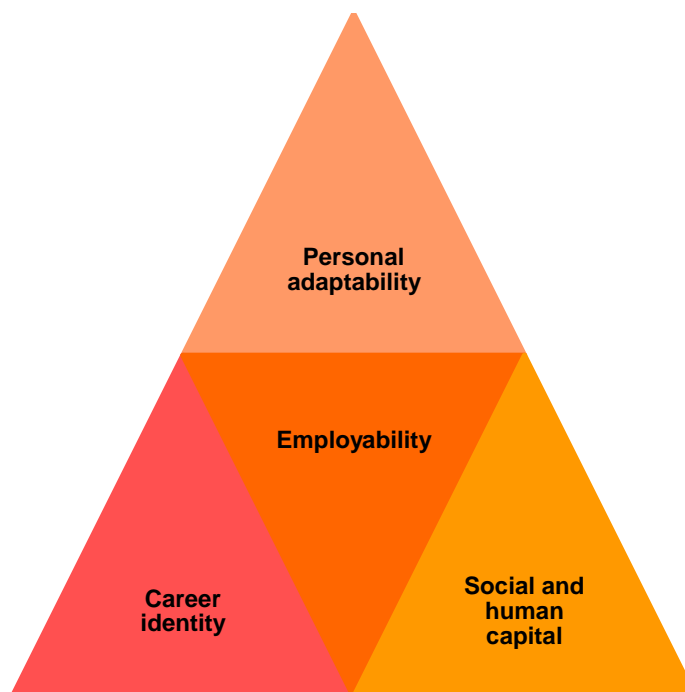 Personal
adaptability
Employability
Career
identity
Social and
human
capital